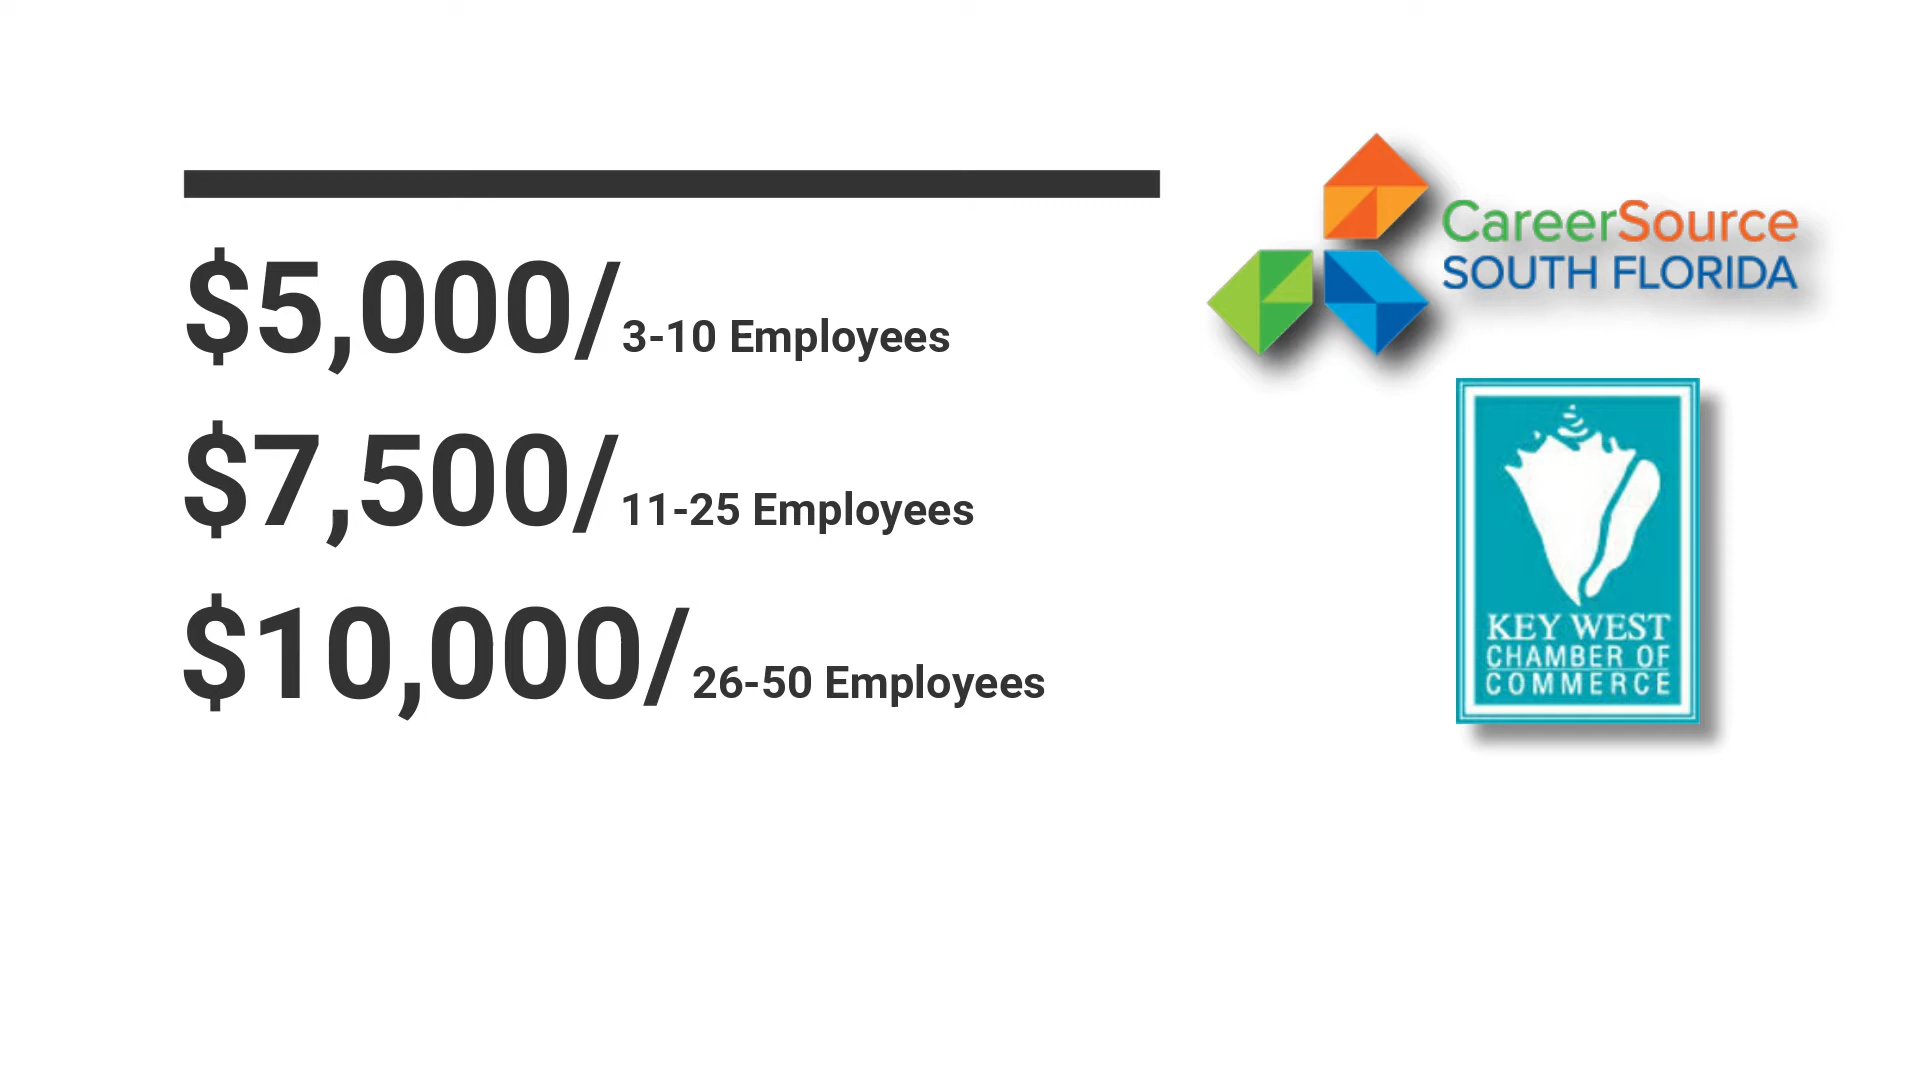 $5,000/3-10 Employees
$7,500/11-25 Employees
$10,000/26-50 Employees
CareerSource
SOUTH FLORIDA
KEY WEST
CHAMBER OF
COMMERCE